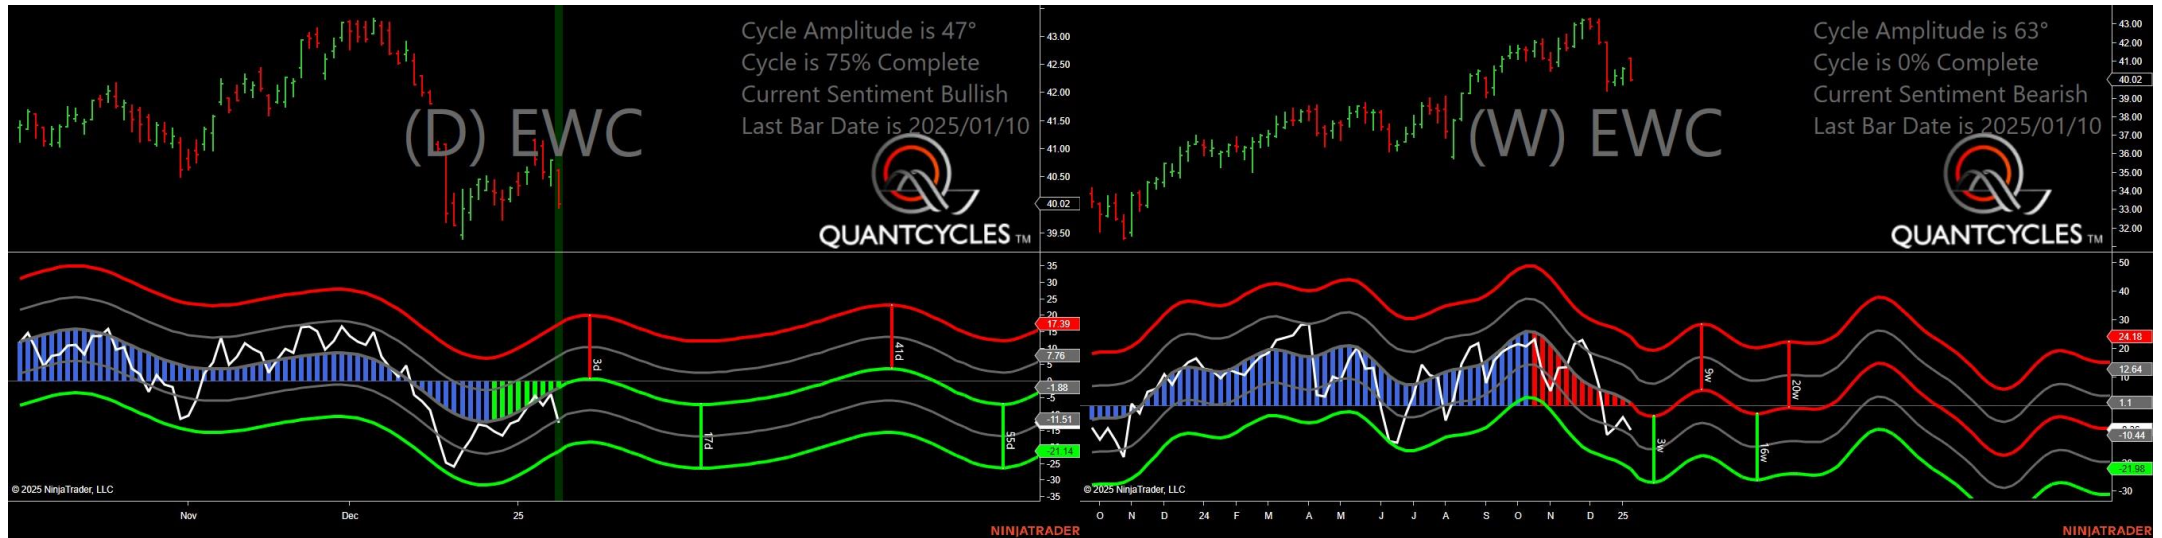 Cycle Amplitude is 47°
Cycle is 75% Complete
Current Sentiment Bullish
Last Bar Date is 2025/01/10
(D) EWC
QUANTCYCLES TM
43.00
42.50
42.00
41.50
41.00
40.50
40.02
39.50
35
30
25
20
17.39
15
10
7.76
5
0
-1.88
-5
-11.51
-15
-21.14
-25
-30
-35
3d
17d
41d
55d
© 2025 NinjaTrader, LLC
Nov
Dec
25
NINJATRADER
Cycle Amplitude is 63°
Cycle is 0% Complete
Current Sentiment Bearish
Last Bar Date is 2025/01/10
(W) EWC
QUANTCYCLES TM
43.00
42.00
41.00
40.02
39.00
38.00
37.00
36.00
35.00
34.00
33.00
32.00
50
40
30
24.18
20
12.64
10
1.1
-10.44
-21.98
-30
3w
9w
16w
20w
© 2025 NinjaTrader, LLC
O N D 24 F M A M J J A S O N D 25
NINJATRADER